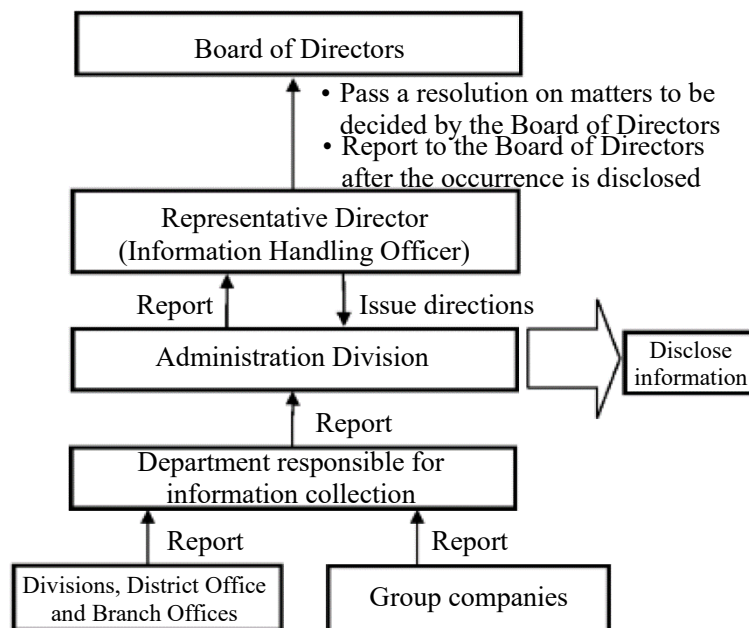 Board of Directors
• Pass a resolution on matters to be
decided by the Board of Directors
• Report to the Board of Directors
after the occurrence is disclosed
Representative Director
(Information Handling Officer)
Report
Issue directions
Administration Division
Disclose
information
Report
Department responsible for
information collection
Report
Report
Divisions, District Office
and Branch Offices
Group companies